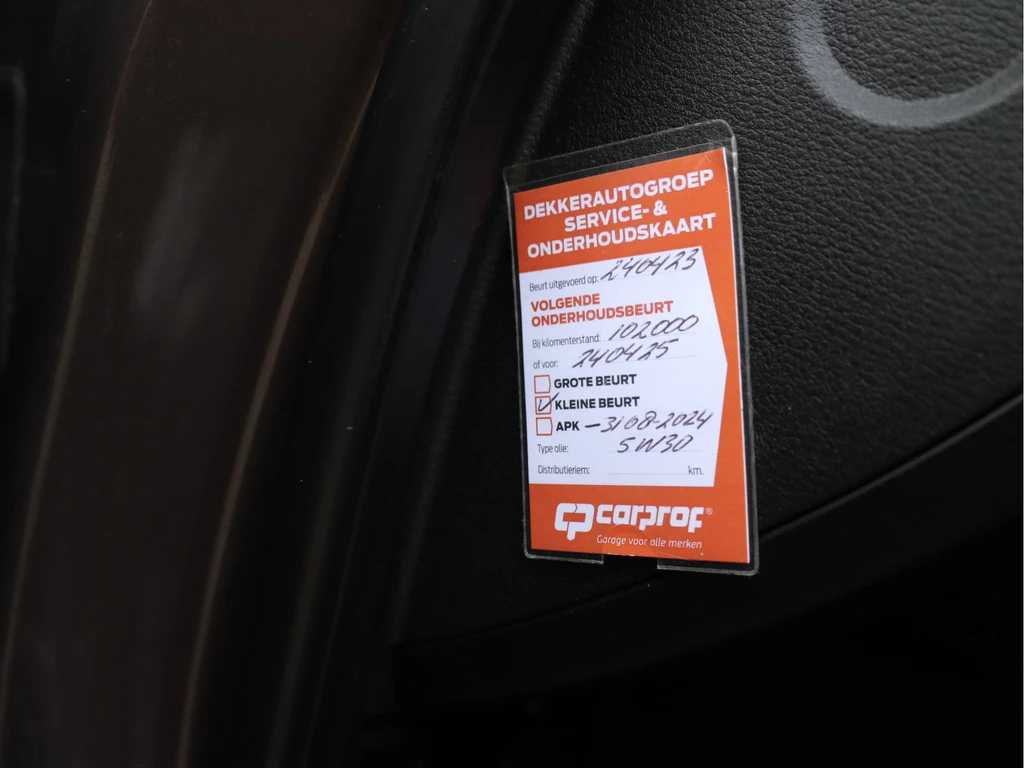 DEKKERAUTOGROEP
SERVICE- &
ONDERHOUDSKAART
Beurt uitgevoerd op: 240423
VOLGENDE
ONDERHOUDSBEURT
Bij kilomenterstand: 102000
of voor: 240425
GROTE BEURT
KLEINE BEURT
APK – 31 08-2024
Type olie: 5W30
Distributieriem: km.
carprof®
Garage voor alle merken